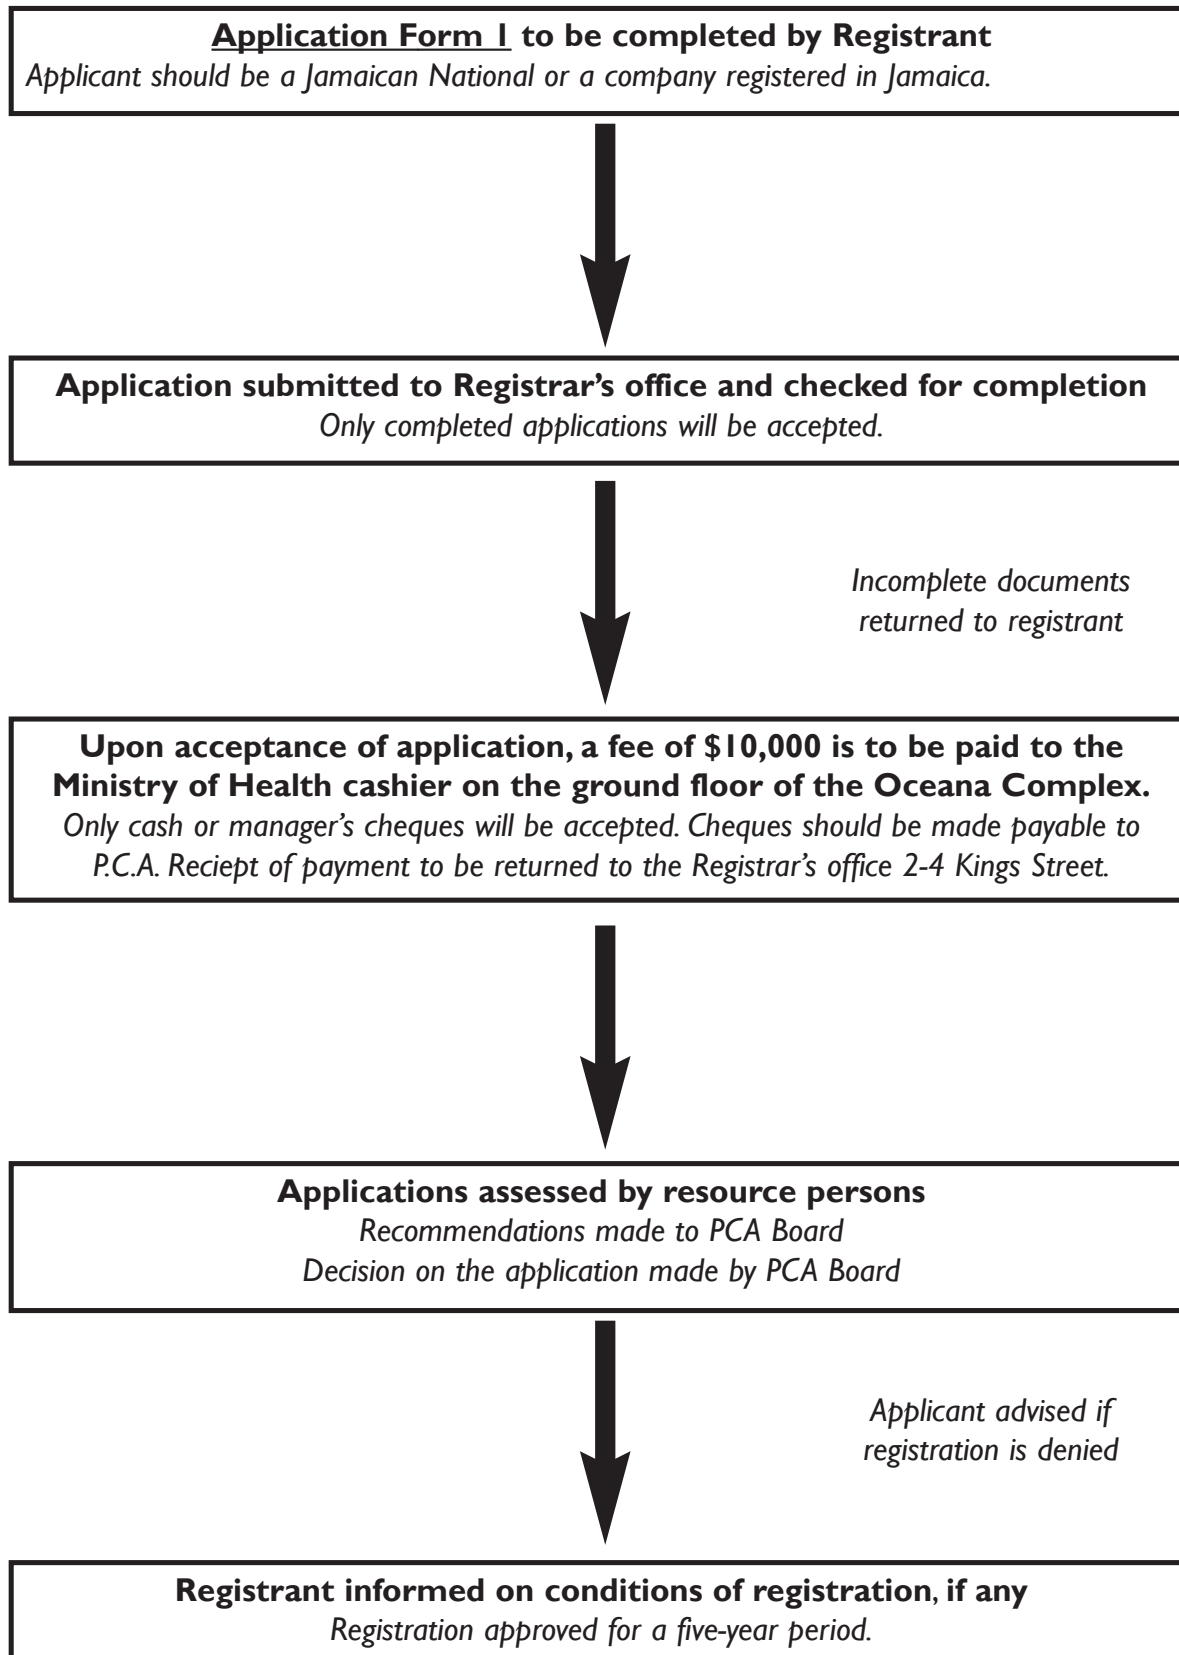 Application Form 1 to be completed by Registrant
Applicant should be a Jamaican National or a company registered in Jamaica.
Application submitted to Registrar's office and checked for completion
Only completed applications will be accepted.
Incomplete documents
returned to registrant
Upon acceptance of application, a fee of $10,000 is to be paid to the
Ministry of Health cashier on the ground floor of the Oceana Complex.
Only cash or manager's cheques will be accepted. Cheques should be made payable to
P.C.A. Reciept of payment to be returned to the Registrar's office 2-4 Kings Street.
Applications assessed by resource persons
Recommendations made to PCA Board
Decision on the application made by PCA Board
Applicant advised if
registration is denied
Registrant informed on conditions of registration, if any
Registration approved for a five-year period.